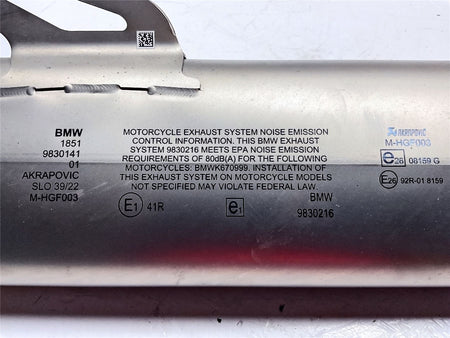 BMW
1851
9830141
01
AKRAPOVIC
SLO 39/22
M-HGF003
MOTORCYCLE EXHAUST SYSTEM NOISE EMISSION
CONTROL INFORMATION. THIS BMW EXHAUST
SYSTEM 9830216 MEETS EPA NOISE EMISSION
REQUIREMENTS OF 80dB(A) FOR THE FOLLOWING
MOTORCYCLES: BMWK670999. INSTALLATION OF
THIS EXHAUST SYSTEM ON MOTORCYCLE MODELS
NOT SPECIFIED MAY VIOLATE FEDERAL LAW.
E1 41R
e1
BMW
9830216
AKRAPOVIC
M-HGF003
e26 08159 G
E26 92R-01 8159